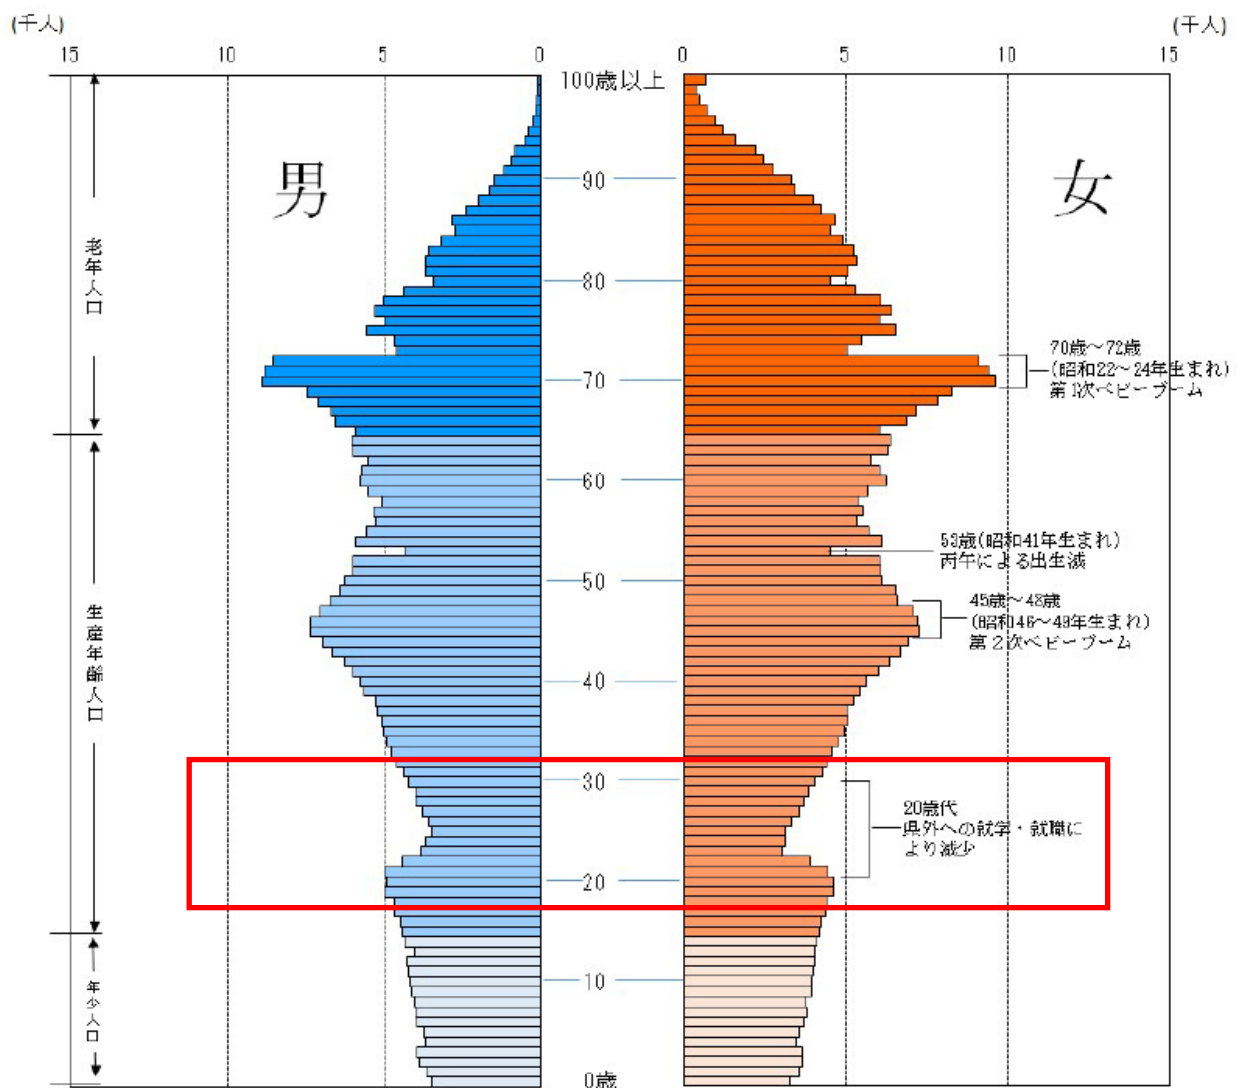 (千人)
(千人)
15
10
5
0
0
5
10
15
100歳以上
男
女
90
老年人口
80
70歳～72歳
(昭和22～24年生まれ)
第1次ベビーブーム
70
60
53歳(昭和41年生まれ)
丙午による出生減
50
45歳～48歳
(昭和46～49年生まれ)
第2次ベビーブーム
生産年齢人口
40
30
20歳代
県外への就学・就職に
より減少
20
10
年少人口
0歳